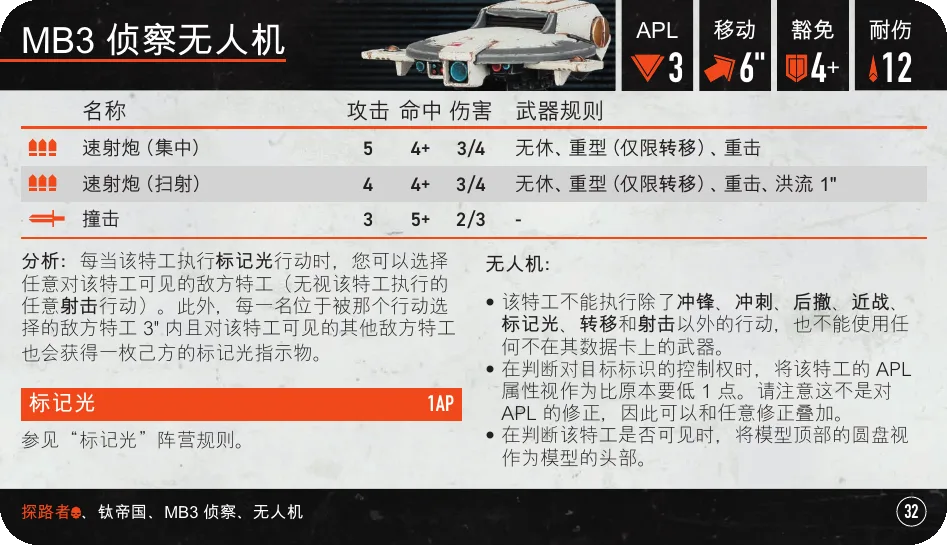 MB3 侦察无人机
APL 移动 豁免 耐伤
3 6" 4+ 12
名称 攻击 命中 伤害 武器规则
速射炮（集中） 5 4+ 3/4 无休、重型（仅限转移）、重击
速射炮（扫射） 4 4+ 3/4 无休、重型（仅限转移）、重击、洪流 1"
撞击 3 5+ 2/3 -
分析：每当该特工执行标记光行动时，您可以选择
任意对该特工可见的敌方特工（无视该特工执行的
任意射击行动）。此外，每一名位于被那个行动选
择的敌方特工 3" 内且对该特工可见的其他敌方特工
也会获得一枚己方的标记光指示物。
标记光 1AP
参见“标记光”阵营规则。
无人机：
• 该特工不能执行除了冲锋、冲刺、后撤、近战、
标记光、转移和射击以外的行动，也不能使用任
何不在其数据卡上的武器。
• 在判断对目标标识的控制权时，将该特工的 APL
属性视作为比原本要低 1 点。请注意这不是对
APL 的修正，因此可以和任意修正叠加。
• 在判断该特工是否可见时，将模型顶部的圆盘视
作为模型的头部。
探路者、钛帝国、MB3 侦察、无人机
32